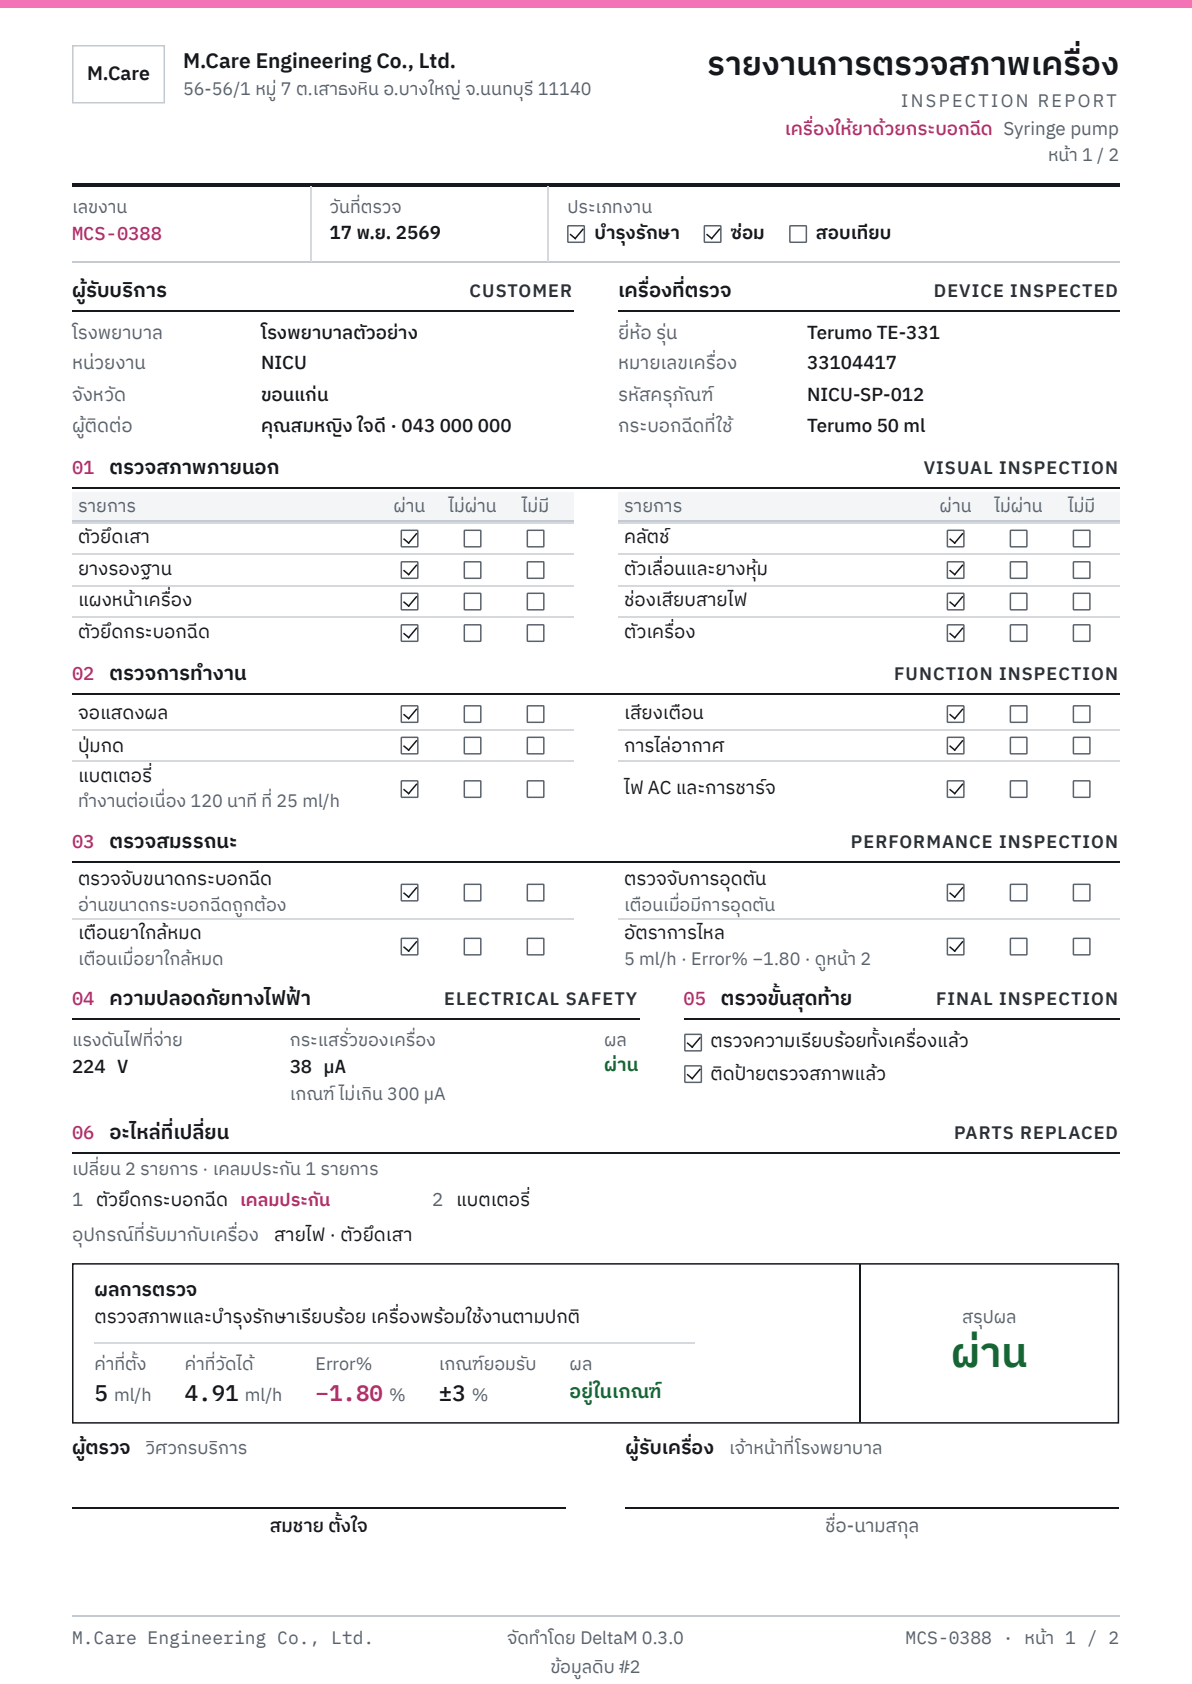 M.Care
M.Care Engineering Co., Ltd.
56-56/1 หมู่ 7 ต.เสาธงหิน อ.บางใหญ่ จ.นนทบุรี 11140
รายงานการตรวจสภาพเครื่อง
INSPECTION REPORT
เครื่องให้ยาด้วยกระบอกฉีด Syringe pump
หน้า 1 / 2
เลขงาน
MCS-0388
วันที่ตรวจ
17 พ.ย. 2569
ประเภทงาน
บำรุงรักษา ซ่อม สอบเทียบ
ผู้รับบริการ CUSTOMER
โรงพยาบาล โรงพยาบาลตัวอย่าง
หน่วยงาน NICU
จังหวัด ขอนแก่น
ผู้ติดต่อ คุณสมหญิง ใจดี · 043 000 000
เครื่องที่ตรวจ DEVICE INSPECTED
ยี่ห้อ รุ่น Terumo TE-331
หมายเลขเครื่อง 33104417
รหัสครุภัณฑ์ NICU-SP-012
กระบอกฉีดที่ใช้ Terumo 50 ml
01 ตรวจสภาพภายนอก VISUAL INSPECTION
รายการ ผ่าน ไม่ผ่าน ไม่มี รายการ ผ่าน ไม่ผ่าน ไม่มี
ตัวยึดเสา คลัตช์
ยางรองฐาน ตัวเลื่อนและยางหุ้ม
แผงหน้าเครื่อง ช่องเสียบสายไฟ
ตัวยึดกระบอกฉีด ตัวเครื่อง
02 ตรวจการทำงาน FUNCTION INSPECTION
จอแสดงผล เสียงเตือน
ปุ่มกด การไล่อากาศ
แบตเตอรี่
ทำงานต่อเนื่อง 120 นาที ที่ 25 ml/h
ไฟ AC และการชาร์จ
03 ตรวจสมรรถนะ PERFORMANCE INSPECTION
ตรวจจับขนาดกระบอกฉีด ตรวจจับการอุดตัน
อ่านขนาดกระบอกฉีดถูกต้อง เตือนเมื่อมีการอุดตัน
เตือนยาใกล้หมด อัตราการไหล
เตือนเมื่อยาใกล้หมด 5 ml/h · Error% −1.80 · ดูหน้า 2
04 ความปลอดภัยทางไฟฟ้า ELECTRICAL SAFETY
แรงดันไฟที่จ่าย กระแสรั่วของเครื่อง ผล
224 V 38 µA ผ่าน
เกณฑ์ ไม่เกิน 300 µA
05 ตรวจขั้นสุดท้าย FINAL INSPECTION
ตรวจความเรียบร้อยทั้งเครื่องแล้ว
ติดป้ายตรวจสภาพแล้ว
06 อะไหล่ที่เปลี่ยน PARTS REPLACED
เปลี่ยน 2 รายการ · เคลมประกัน 1 รายการ
1 ตัวยึดกระบอกฉีด เคลมประกัน 2 แบตเตอรี่
อุปกรณ์ที่รับมากับเครื่อง สายไฟ · ตัวยึดเสา
ผลการตรวจ
ตรวจสภาพและบำรุงรักษาเรียบร้อย เครื่องพร้อมใช้งานตามปกติ
ค่าที่ตั้ง ค่าที่วัดได้ Error% เกณฑ์ยอมรับ ผล
5 ml/h 4.91 ml/h −1.80 % ±3 % อยู่ในเกณฑ์
สรุปผล
ผ่าน
ผู้ตรวจ วิศวกรบริการ
ผู้รับเครื่อง เจ้าหน้าที่โรงพยาบาล
สมชาย ตั้งใจ
ชื่อ-นามสกุล
M.Care Engineering Co., Ltd. จัดทำโดย DeltaM 0.3.0 MCS-0388 · หน้า 1 / 2
ข้อมูลดิบ #2